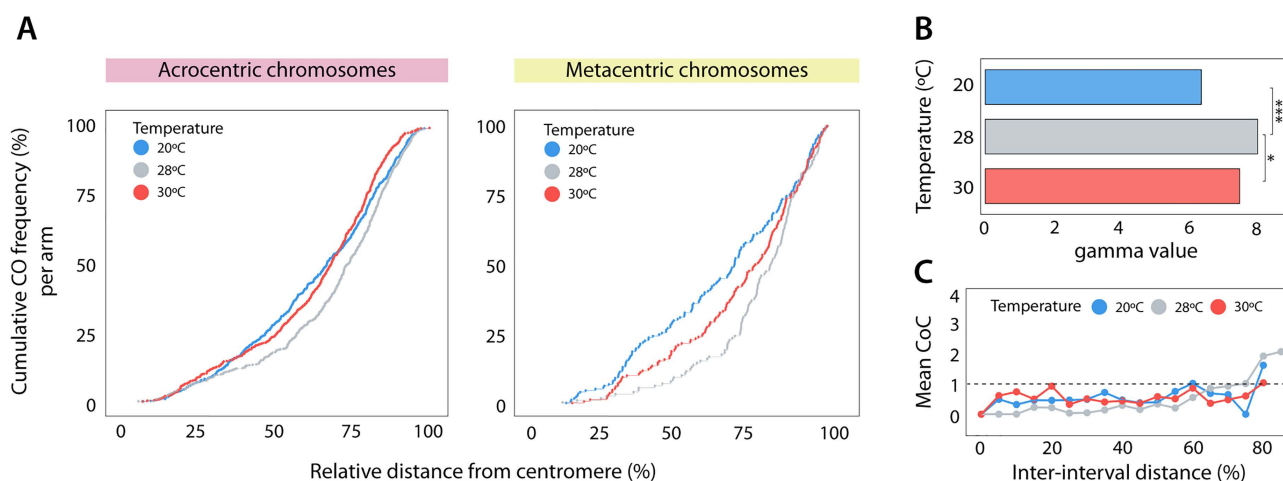 A
Acrocentric chromosomes
Metacentric chromosomes
Cumulative CO frequency (%)
per arm
100
75
50
25
0
Temperature
20ºC
28ºC
30ºC
0
25
50
75
100
100
75
50
25
0
Temperature
20ºC
28ºC
30ºC
0
25
50
75
100
Relative distance from centromere (%)
B
Temperature (ºC)
20
28
30
***
*
0
2
4
6
8
gamma value
C
Mean CoC
4
3
2
1
0
Temperature 20ºC 28ºC 30ºC
0 20 40 60 80
Inter-interval distance (%)